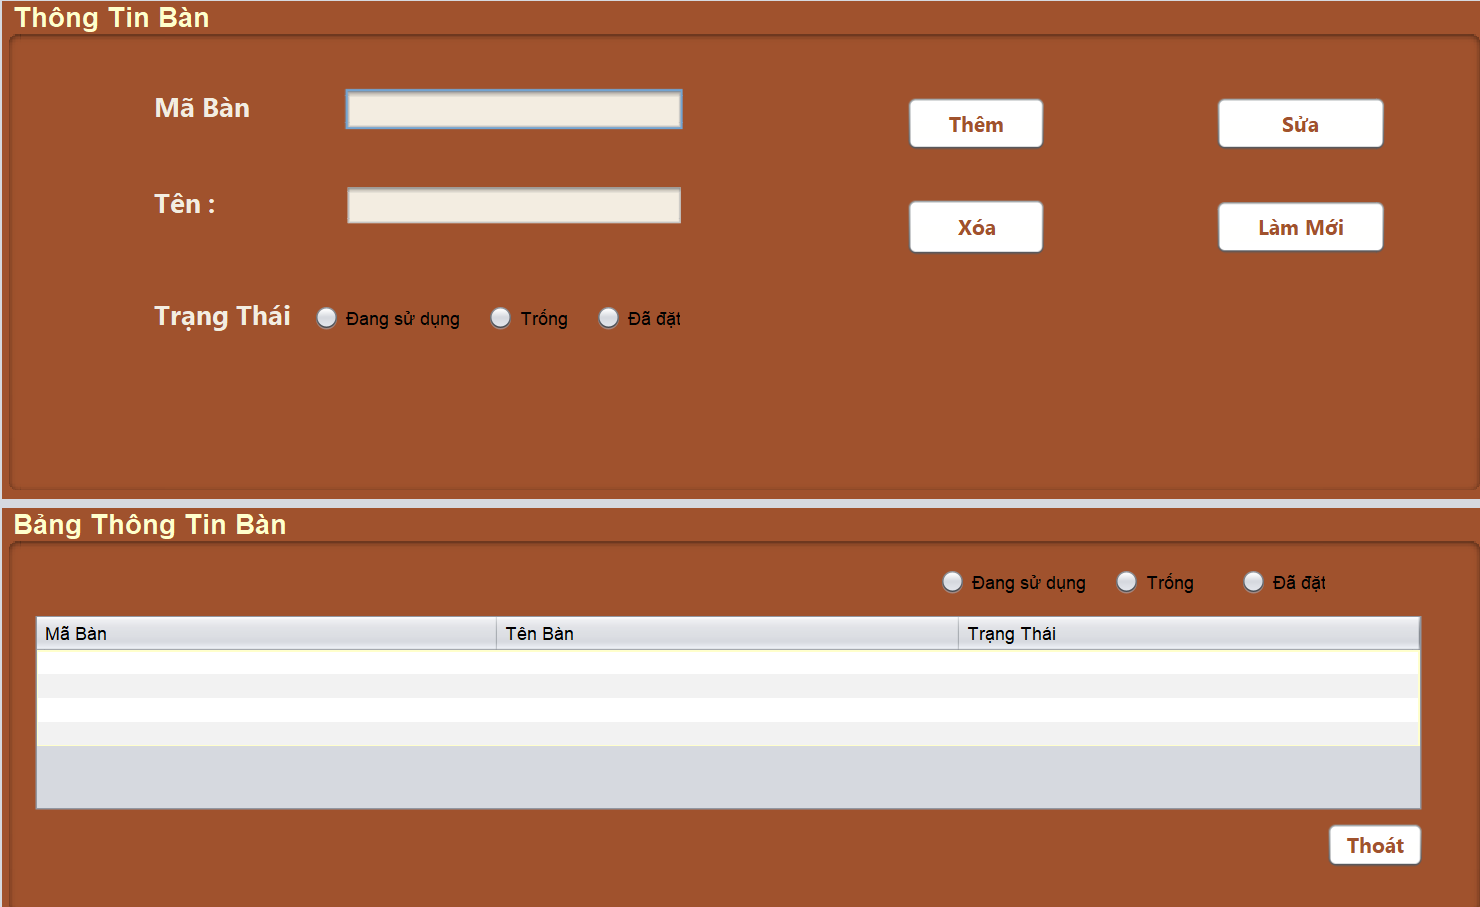 Thông Tin Bàn
Mã Bàn
Thêm
Sửa
Tên :
Xóa
Làm Mới
Trạng Thái
Đang sử dụng
Trống
Đã đặt
Bảng Thông Tin Bàn
Đang sử dụng
Trống
Đã đặt
Mã Bàn
Tên Bàn
Trạng Thái
Thoát